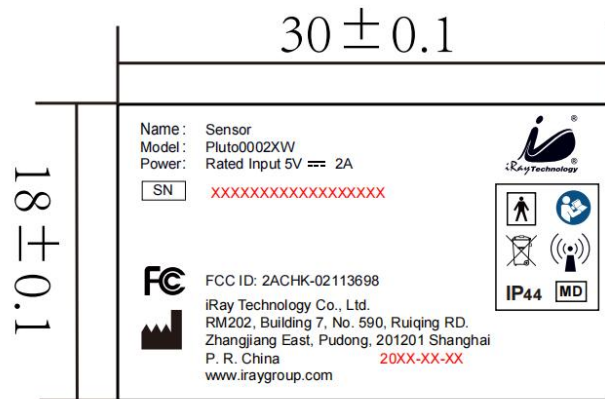 30±0.1
18±0.1
Name: Sensor
Model: Pluto0002XW
Power: Rated Input 5V ⎓ 2A
SN XXXXXXXXXXXXXXXXXX
iRay Technology
® ®
IP44 MD
FC FCC ID: 2ACHK-02113698
iRay Technology Co., Ltd.
RM202, Building 7, No. 590, Ruiqing RD.
Zhangjiang East, Pudong, 201201 Shanghai
P. R. China 20XX-XX-XX
www.iraygroup.com